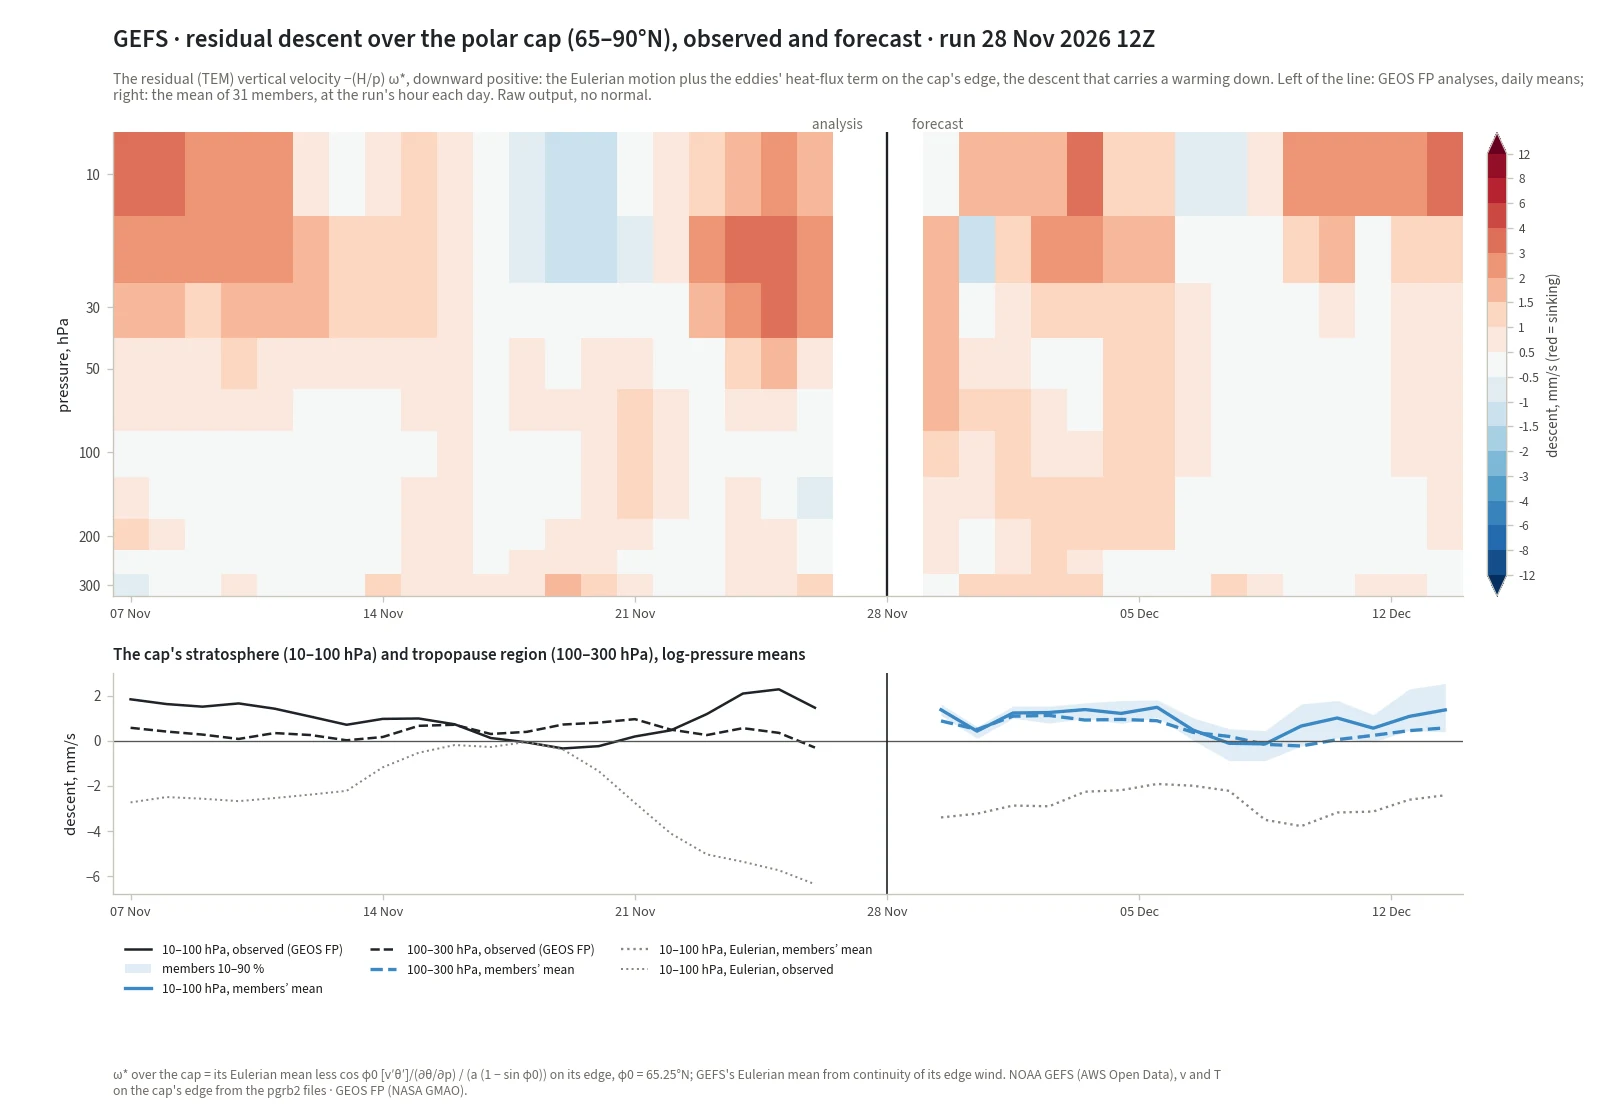 GEFS · residual descent over the polar cap (65–90°N), observed and forecast · run 28 Nov 2026 12Z
The residual (TEM) vertical velocity −(H/p) ω*, downward positive: the Eulerian motion plus the eddies' heat-flux term on the cap's edge, the descent that carries a warming down. Left of the line: GEOS FP analyses, daily means;
right: the mean of 31 members, at the run's hour each day. Raw output, no normal.
analysis
forecast
pressure, hPa
10
30
50
100
200
300
07 Nov
14 Nov
21 Nov
28 Nov
05 Dec
12 Dec
12
8
6
4
3
2
1.5
1
0.5
-0.5
-1
-1.5
-2
-3
-4
-6
-8
-12
descent, mm/s (red = sinking)
The cap's stratosphere (10–100 hPa) and tropopause region (100–300 hPa), log-pressure means
descent, mm/s
2
0
−2
−4
−6
07 Nov
14 Nov
21 Nov
28 Nov
05 Dec
12 Dec
10–100 hPa, observed (GEOS FP)
members 10–90 %
10–100 hPa, members’ mean
100–300 hPa, observed (GEOS FP)
100–300 hPa, members’ mean
10–100 hPa, Eulerian, members’ mean
10–100 hPa, Eulerian, observed
ω* over the cap = its Eulerian mean less cos φ0 [v′θ′]/(∂θ/∂p) / (a (1 − sin φ0)) on its edge, φ0 = 65.25°N; GEFS's Eulerian mean from continuity of its edge wind. NOAA GEFS (AWS Open Data), v and T
on the cap's edge from the pgrb2 files · GEOS FP (NASA GMAO).